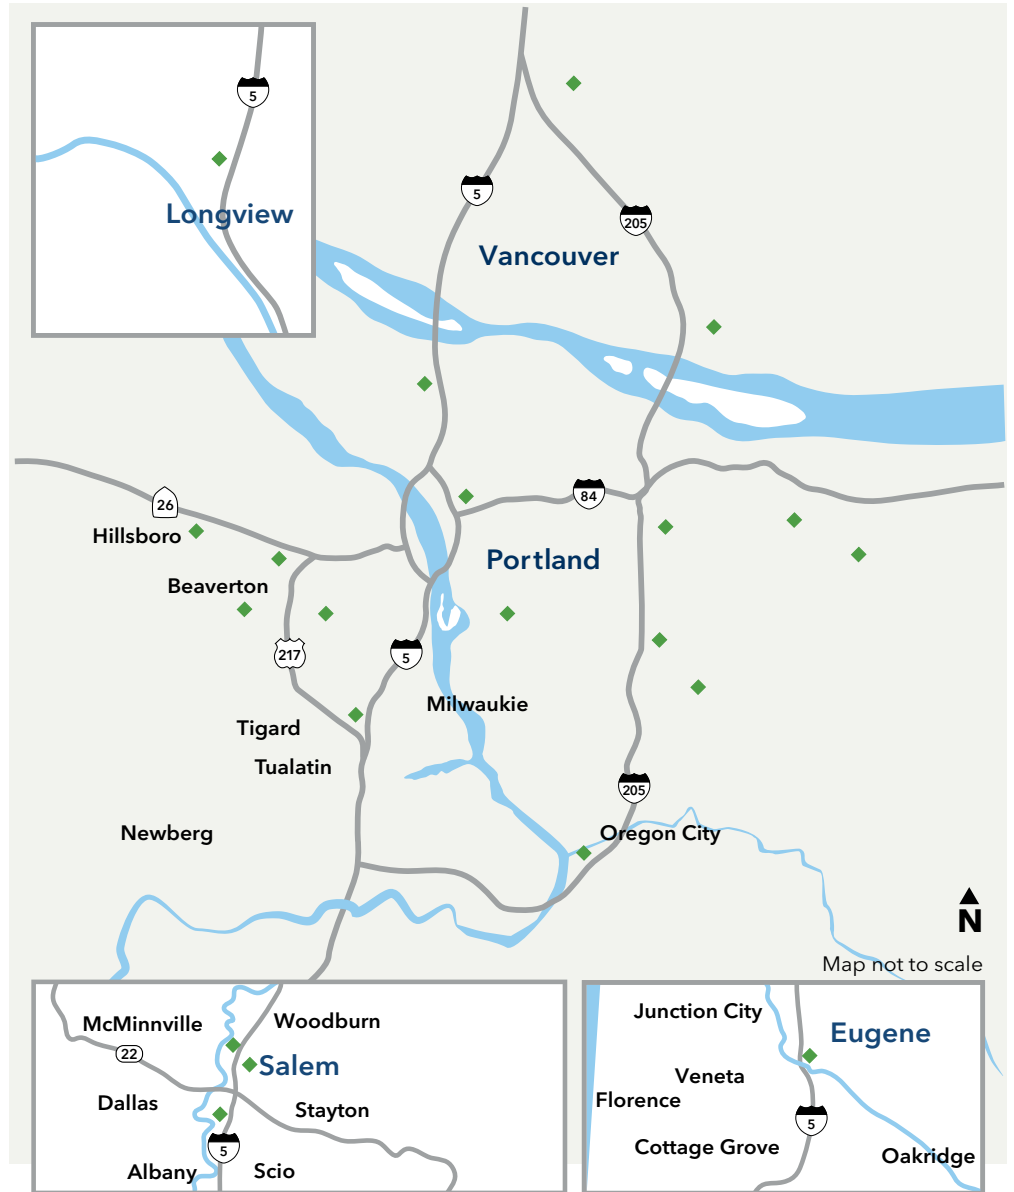 5
Longview
5
205
Vancouver
26
84
Hillsboro
Portland
Beaverton
217
5
Milwaukie
Tigard
Tualatin
205
Newberg
Oregon City
N
Map not to scale
McMinnville
Woodburn
22
Salem
Dallas
Stayton
5
Albany
Scio
Junction City
Eugene
Veneta
Florence
5
Cottage Grove
Oakridge